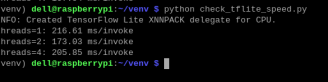 venv) dell@raspberrypi:~/venv $ python check_tflite_speed.py
NFO: Created TensorFlow Lite XNNPACK delegate for CPU.
hreads=1: 216.61 ms/invoke
hreads=2: 173.03 ms/invoke
hreads=4: 205.85 ms/invoke
venv) dell@raspberrypi:~/venv $